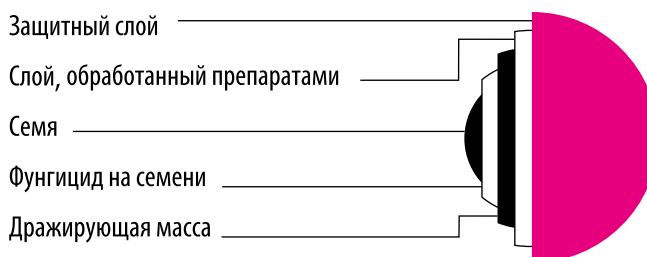 Защитный слой
Слой, обработанный препаратами
Семя
Фунгицид на семени
Дражирующая масса